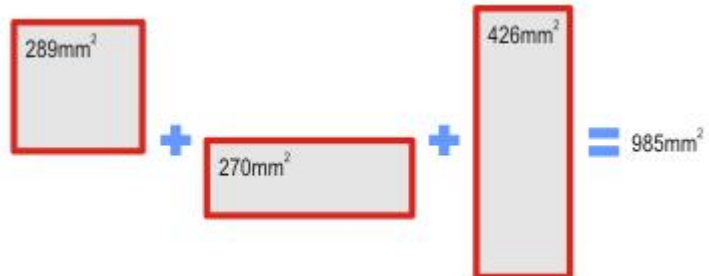 289mm²
+
270mm²
+
426mm²
=
985mm²